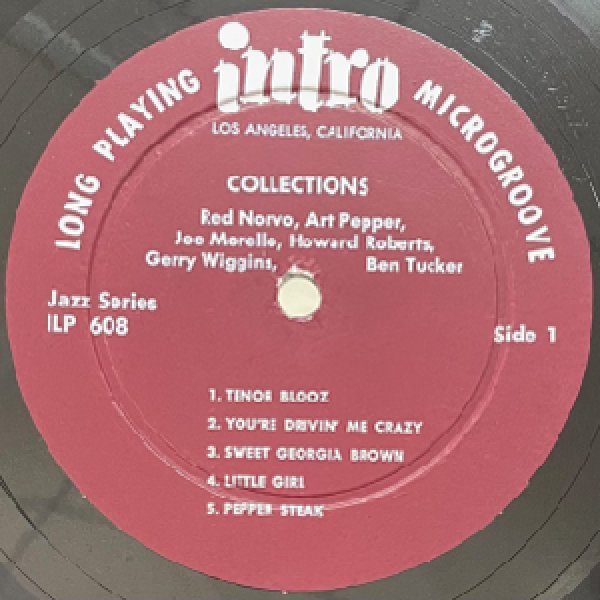 LONG PLAYING intro MICROGROOVE
LOS ANGELES, CALIFORNIA
COLLECTIONS
Red Norvo, Art Pepper,
Joe Morello, Howard Roberts,
Gerry Wiggins, Ben Tucker
Jazz Series
ILP 608
Side 1
1. TENOR BLOOZ
2. YOU'RE DRIVIN' ME CRAZY
3. SWEET GEORGIA BROWN
4. LITTLE GIRL
5. PEPPER STEAK